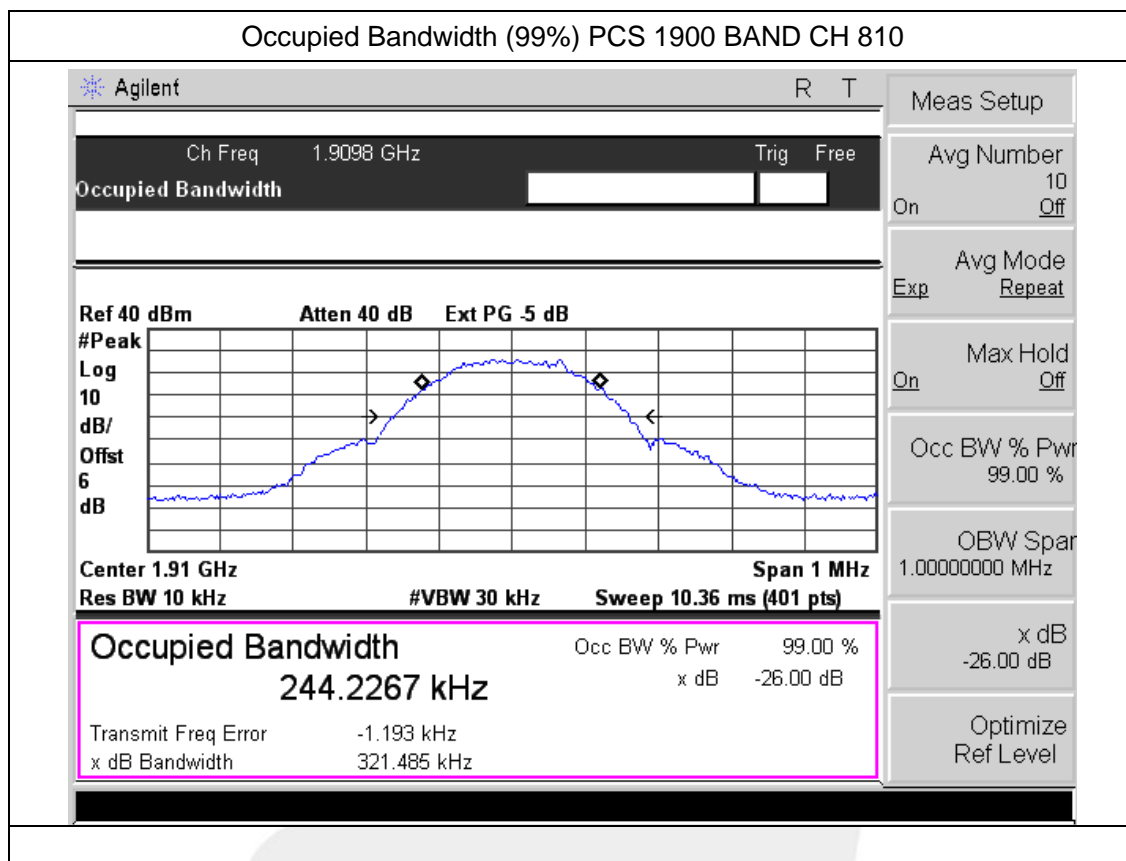 Occupied Bandwidth (99%) PCS 1900 BAND CH 810
Agilent R T
Ch Freq 1.9098 GHz Trig Free
Occupied Bandwidth
Ref 40 dBm Atten 40 dB Ext PG -5 dB
#Peak
Log
10
dB/
Offst
6
dB
Center 1.91 GHz Span 1 MHz
Res BW 10 kHz #VBW 30 kHz Sweep 10.36 ms (401 pts)
Occupied Bandwidth Occ BW % Pwr 99.00 %
244.2267 kHz x dB -26.00 dB
Transmit Freq Error -1.193 kHz
x dB Bandwidth 321.485 kHz
Meas Setup
Avg Number
10
On Off
Avg Mode
Exp Repeat
Max Hold
On Off
Occ BW % Pwr
99.00 %
OBW Span
1.00000000 MHz
x dB
-26.00 dB
Optimize
Ref Level